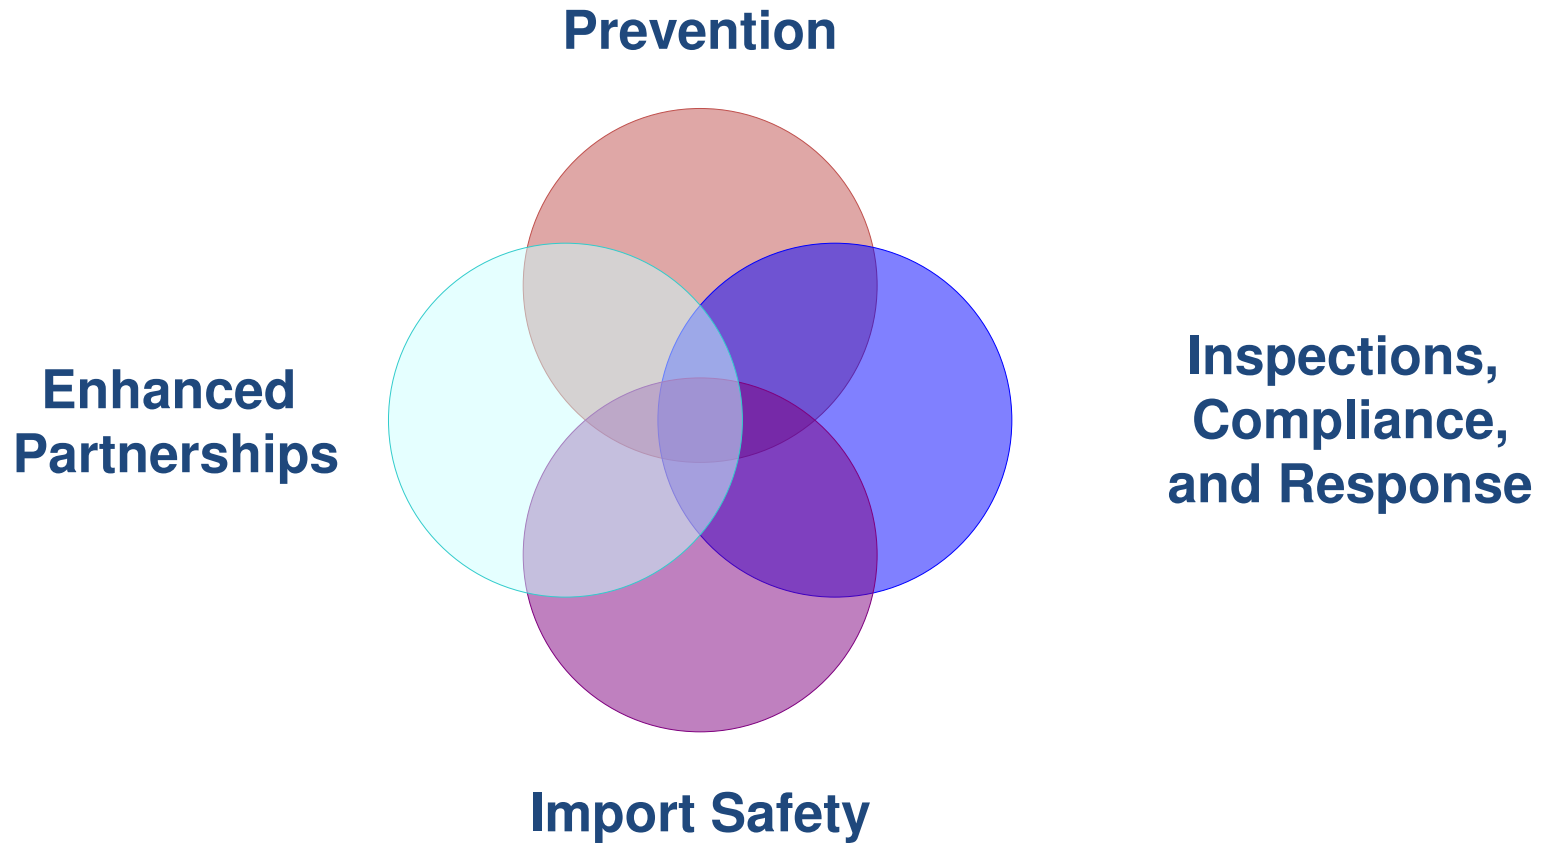 Prevention
Enhanced
Partnerships
Inspections,
Compliance,
and Response
Import Safety